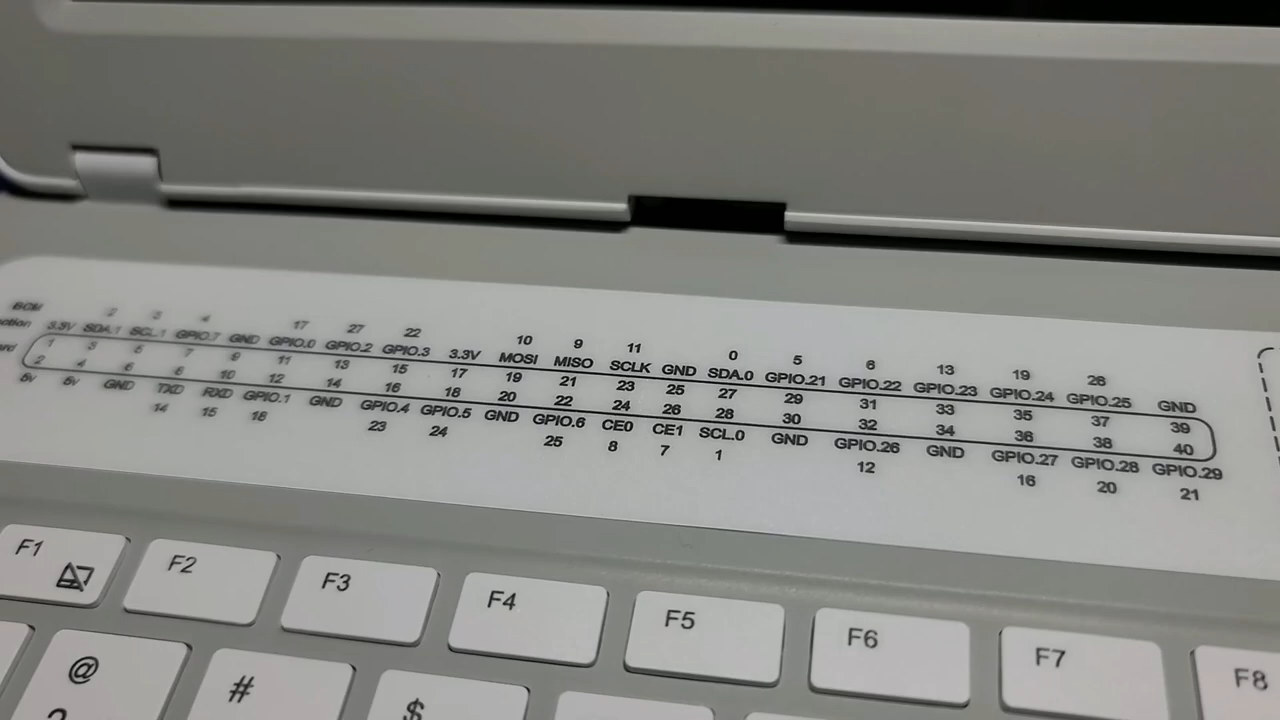 BCM 2 3 4 17 27 22 10 9 11 0 5 6 13 19 26
3.3V SDA.1 SCL.1 GPIO.7 GND GPIO.0 GPIO.2 GPIO.3 3.3V MOSI MISO SCLK GND SDA.0 GPIO.21 GPIO.22 GPIO.23 GPIO.24 GPIO.25 GND
1 3 5 7 9 11 13 15 17 19 21 23 25 27 29 31 33 35 37 39
2 4 6 8 10 12 14 16 18 20 22 24 26 28 30 32 34 36 38 40
5v 5v GND TXD RXD GPIO.1 GND GPIO.4 GPIO.5 GND GPIO.6 CE0 CE1 SCL.0 GND GPIO.26 GND GPIO.27 GPIO.28 GPIO.29
14 15 18 23 24 25 8 7 1 12 16 20 21
F1 F2 F3 F4 F5 F6 F7 F8
@ # $